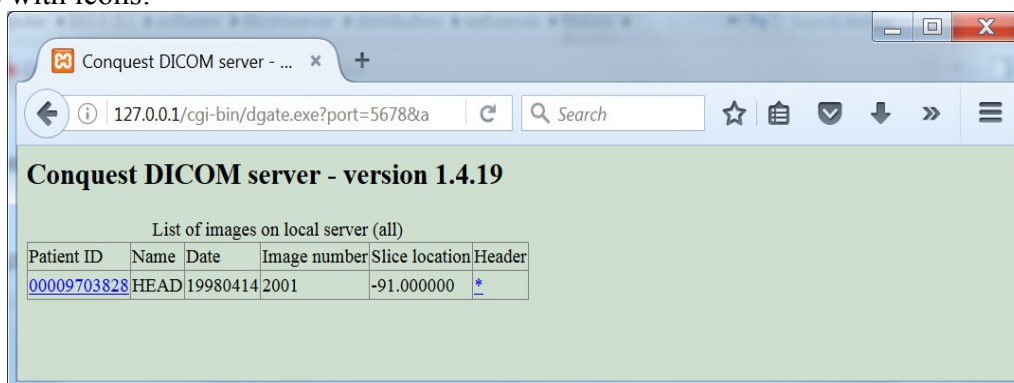 with icons:
Conquest DICOM server - ... × +
127.0.0.1/cgi-bin/dgate.exe?port=5678&a Search
Conquest DICOM server - version 1.4.19
List of images on local server (all)
Patient ID Name Date Image number Slice location Header
00009703828 HEAD 19980414 2001 -91.000000 *